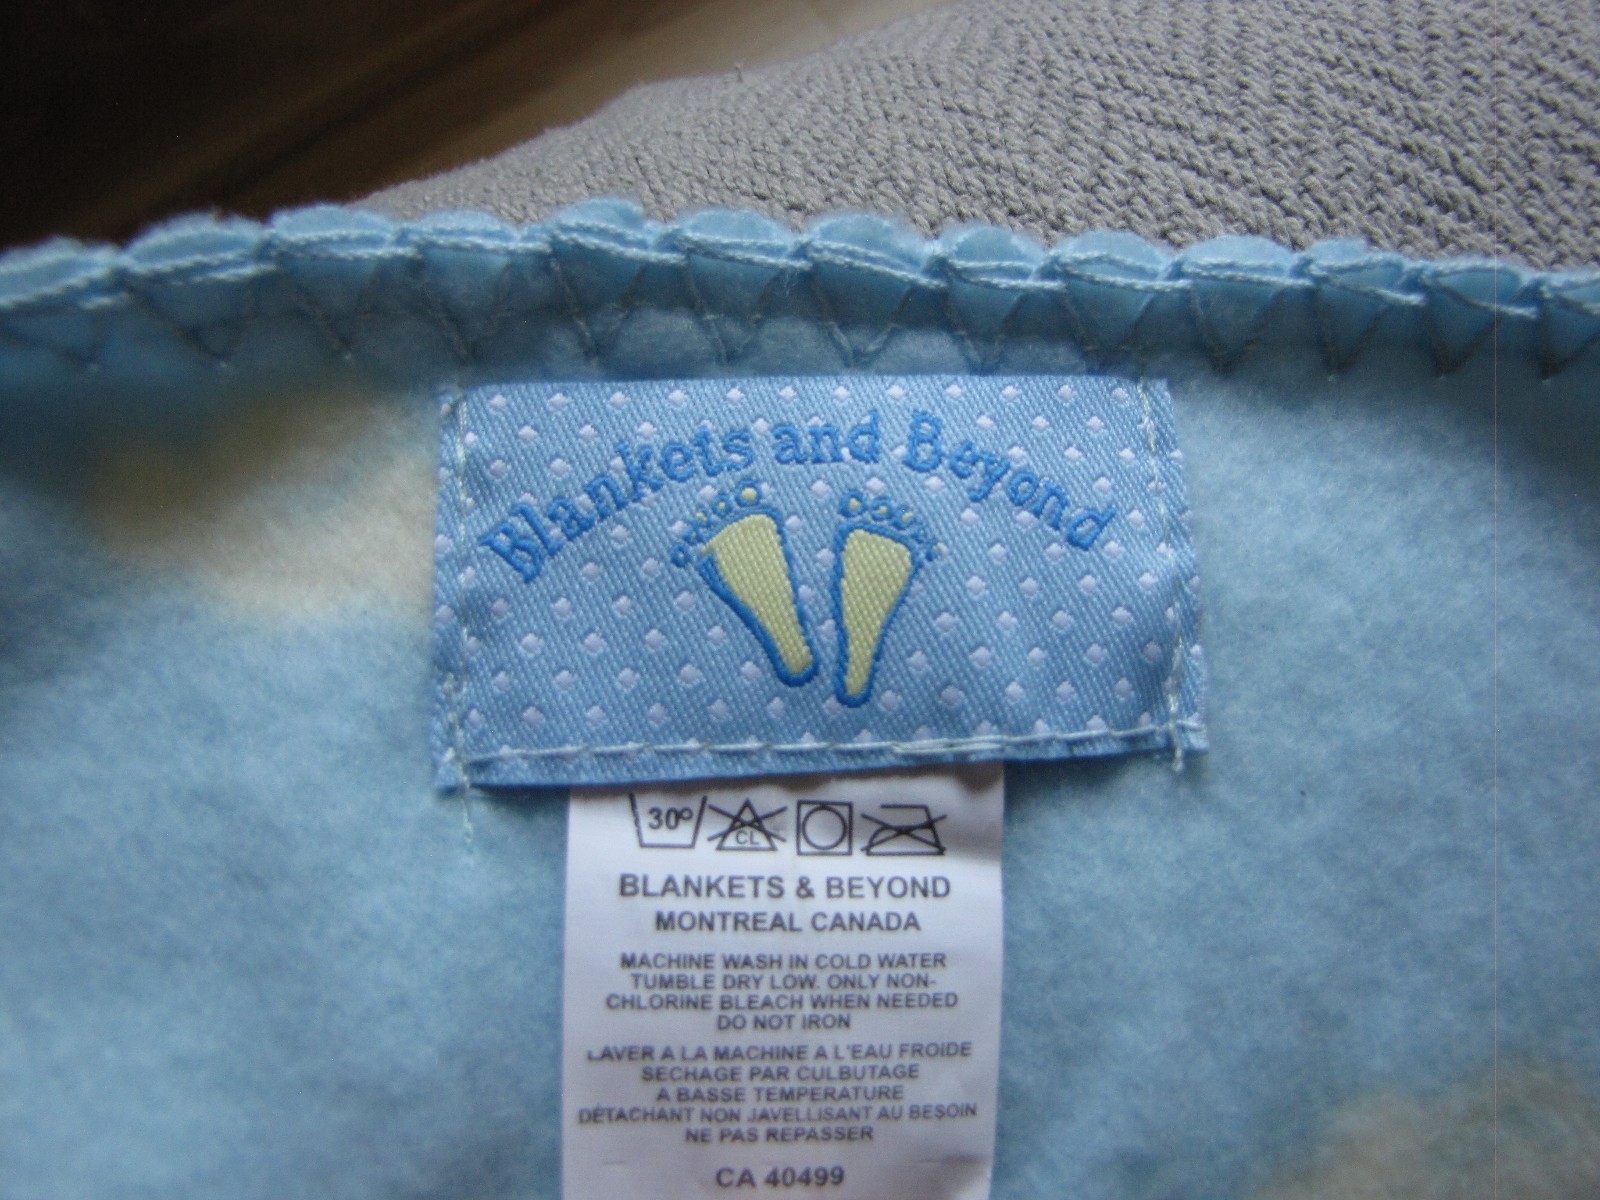 Blankets and Beyond
30°
CL
BLANKETS & BEYOND
MONTREAL CANADA
MACHINE WASH IN COLD WATER
TUMBLE DRY LOW. ONLY NON-
CHLORINE BLEACH WHEN NEEDED
DO NOT IRON
LAVER A LA MACHINE A L'EAU FROIDE
SECHAGE PAR CULBUTAGE
A BASSE TEMPERATURE
DÉTACHANT NON JAVELLISANT AU BESOIN
NE PAS REPASSER
CA 40499